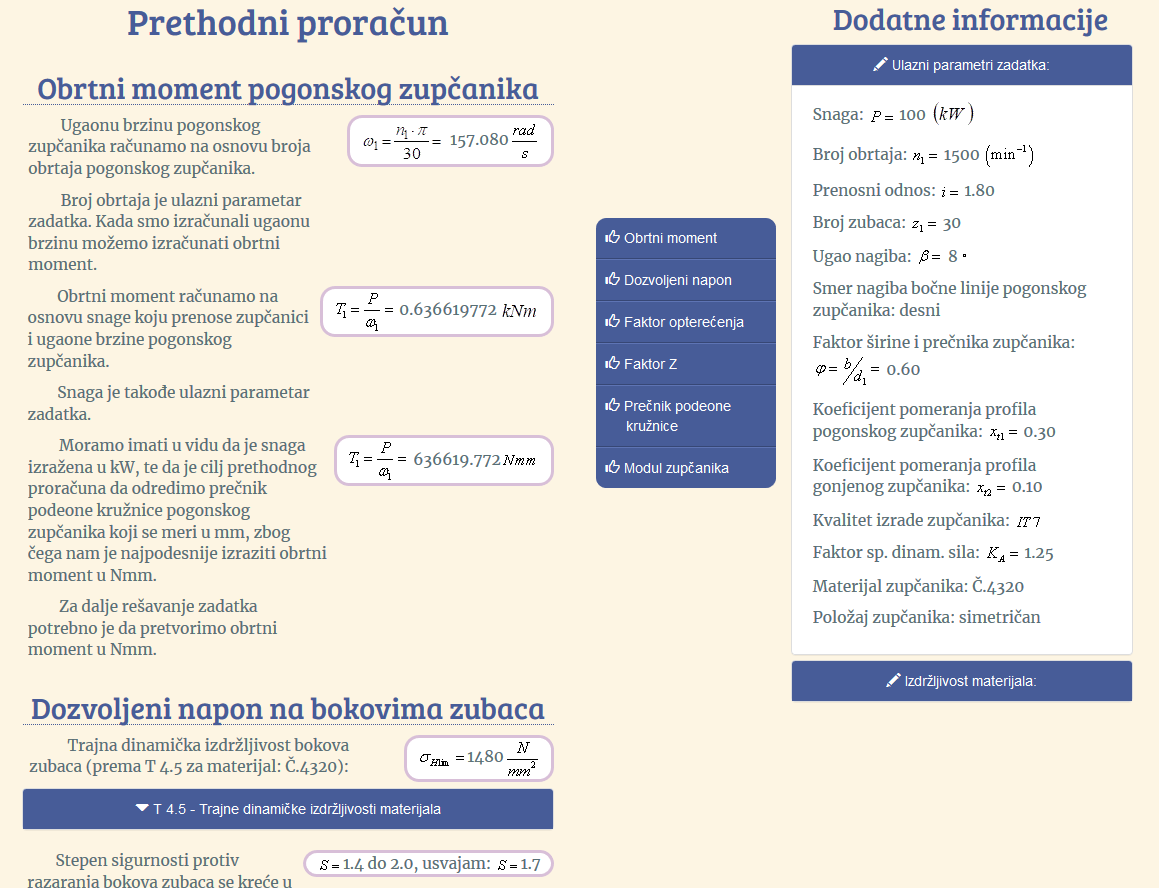 Prethodni proračun
Obrtni moment pogonskog zupčanika
Ugaonu brzinu pogonskog
zupčanika računamo na osnovu broja
obrtaja pogonskog zupčanika.
ω₁ = n₁ · π / 30 = 157.080 rad / s
Broj obrtaja je ulazni parametar
zadatka. Kada smo izračunali ugaonu
brzinu možemo izračunati obrtni
moment.
Obrtni moment računamo na
osnovu snage koju prenose zupčanici
i ugaone brzine pogonskog
zupčanika.
T₁ = P / ω₁ = 0.636619772 kNm
Snaga je takođe ulazni parametar
zadatka.
Moramo imati u vidu da je snaga
izražena u kW, te da je cilj prethodnog
proračuna da odredimo prečnik
podeone kružnice pogonskog
zupčanika koji se meri u mm, zbog
čega nam je najpodesnije izraziti obrtni
moment u Nmm.
T₁ = P / ω₁ = 636619.772 Nmm
Za dalje rešavanje zadatka
potrebno je da pretvorimo obrtni
moment u Nmm.
Dozvoljeni napon na bokovima zubaca
Trajna dinamička izdržljivost bokova
zubaca (prema T 4.5 za materijal: Č.4320):
σHlim = 1480 N / mm²
T 4.5 - Trajne dinamičke izdržljivosti materijala
Stepen sigurnosti protiv
razaranja bokova zubaca se kreće u
S = 1.4 do 2.0, usvajam: S = 1.7
Obrtni moment
Dozvoljeni napon
Faktor opterećenja
Faktor Z
Prečnik podeone
kružnice
Modul zupčanika
Dodatne informacije
Ulazni parametri zadatka:
Snaga: P = 100 (kW)
Broj obrtaja: n₁ = 1500 (min⁻¹)
Prenosni odnos: i = 1.80
Broj zubaca: z₁ = 30
Ugao nagiba: β = 8 °
Smer nagiba bočne linije pogonskog
zupčanika: desni
Faktor širine i prečnika zupčanika:
φ = b/d₁ = 0.60
Koeficijent pomeranja profila
pogonskog zupčanika: xt1 = 0.30
Koeficijent pomeranja profila
gonjenog zupčanika: xt2 = 0.10
Kvalitet izrade zupčanika: IT7
Faktor sp. dinam. sila: KA = 1.25
Materijal zupčanika: Č.4320
Položaj zupčanika: simetričan
Izdržljivost materijala: